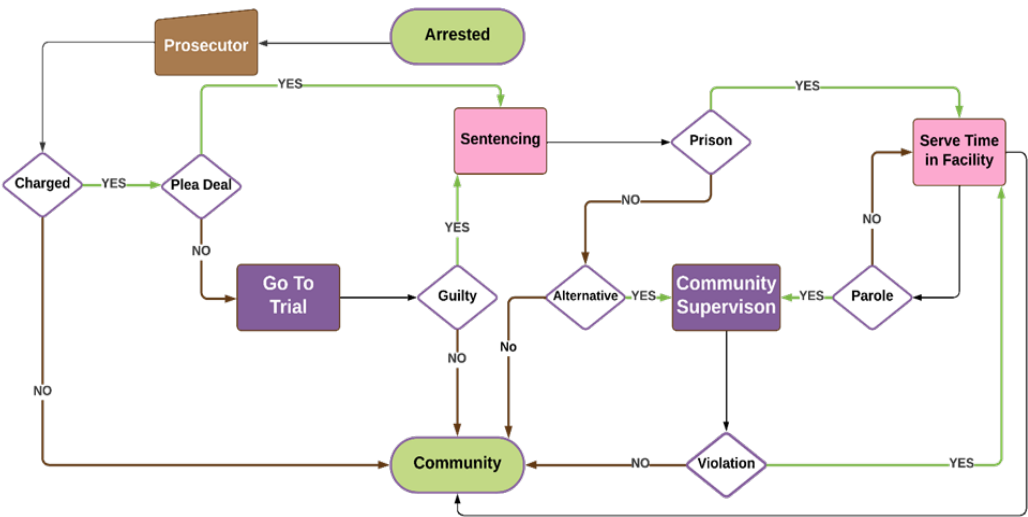 Arrested
Prosecutor
YES
YES
Sentencing
Prison
Serve Time
in Facility
Charged
YES
Plea Deal
NO
NO
YES
NO
Go To
Trial
Guilty
Alternative
YES
Community
Supervison
YES
Parole
No
NO
NO
Community
NO
Violation
YES